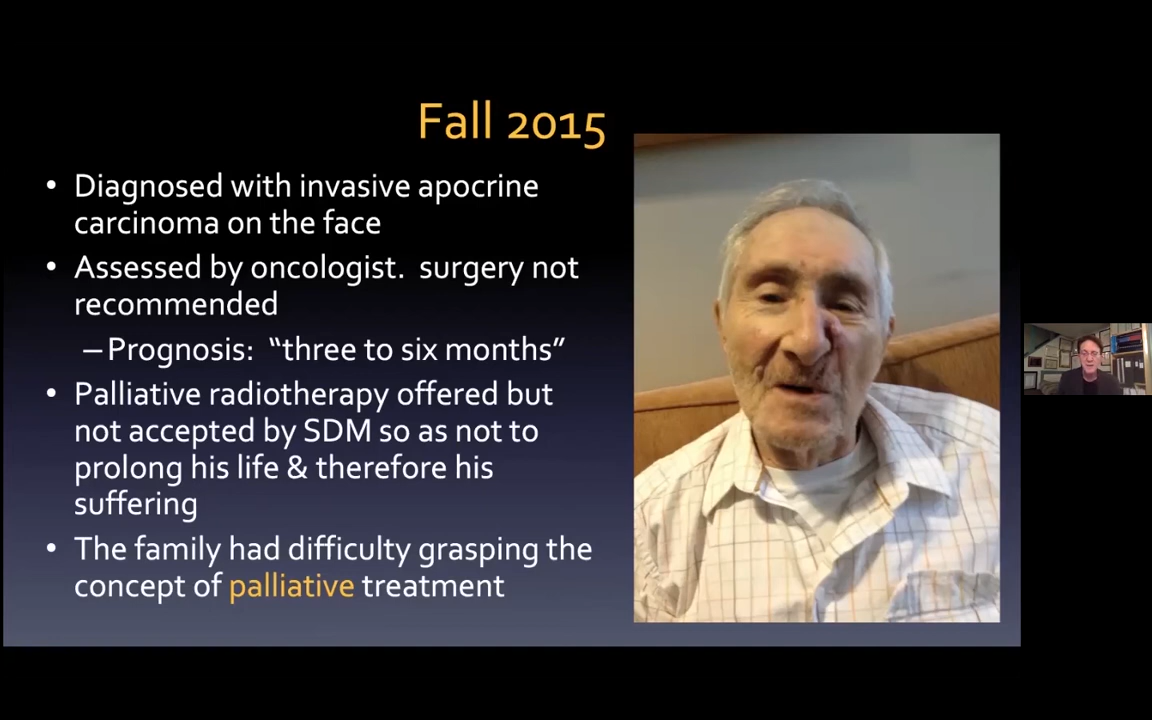 Fall 2015
• Diagnosed with invasive apocrine
carcinoma on the face
• Assessed by oncologist.  surgery not
recommended
–Prognosis:  “three to six months”
• Palliative radiotherapy offered but
not accepted by SDM so as not to
prolong his life & therefore his
suffering
• The family had difficulty grasping the
concept of palliative treatment